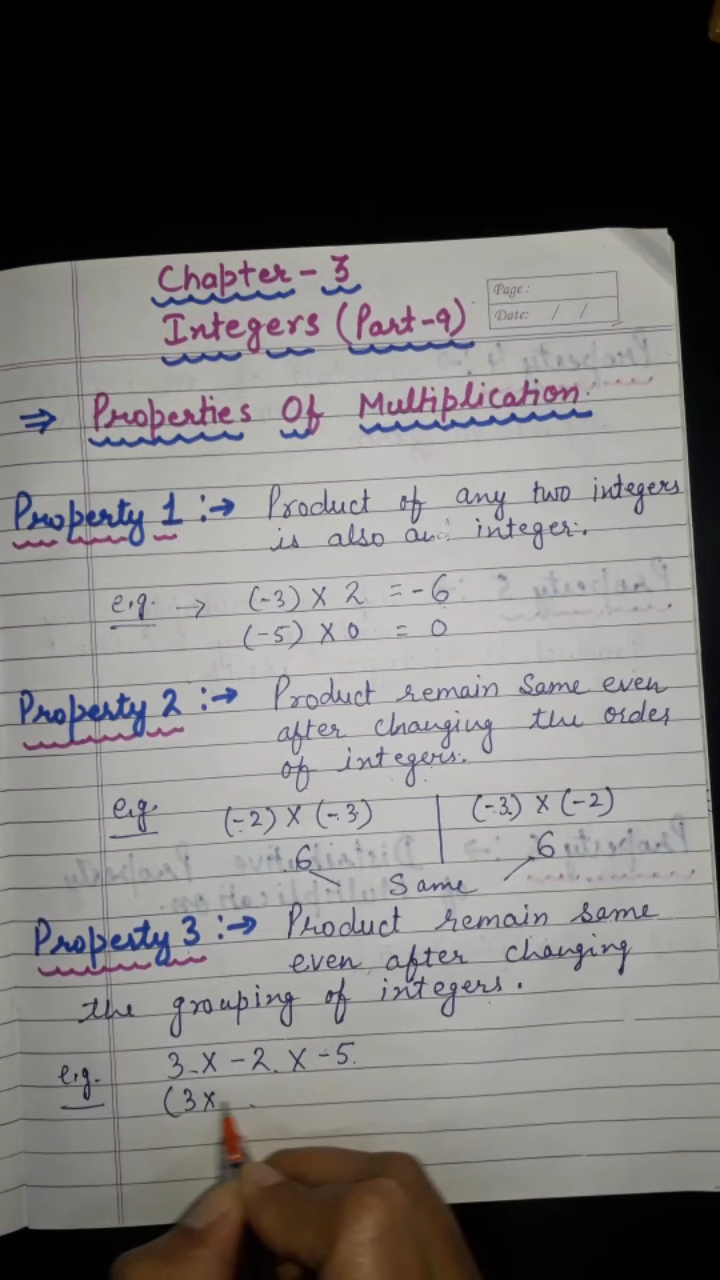 Chapter - 3
Page :
Integers (Part-9)
Date: / /
⇒ Properties Of Multiplication.
Property 1 :→ Product of any two integers
is also an integer.
e.g. → (-3) × 2 = -6
(-5) × 0 = 0
Property 2 :→ Product remain same even
after changing the order
of integers.
e.g. (-2) × (-3) | (-3) × (-2)
6 Same 6
Property 3 :→ Product remain same
even after changing
the grouping of integers.
e.g. 3 × -2 × -5
(3 ×